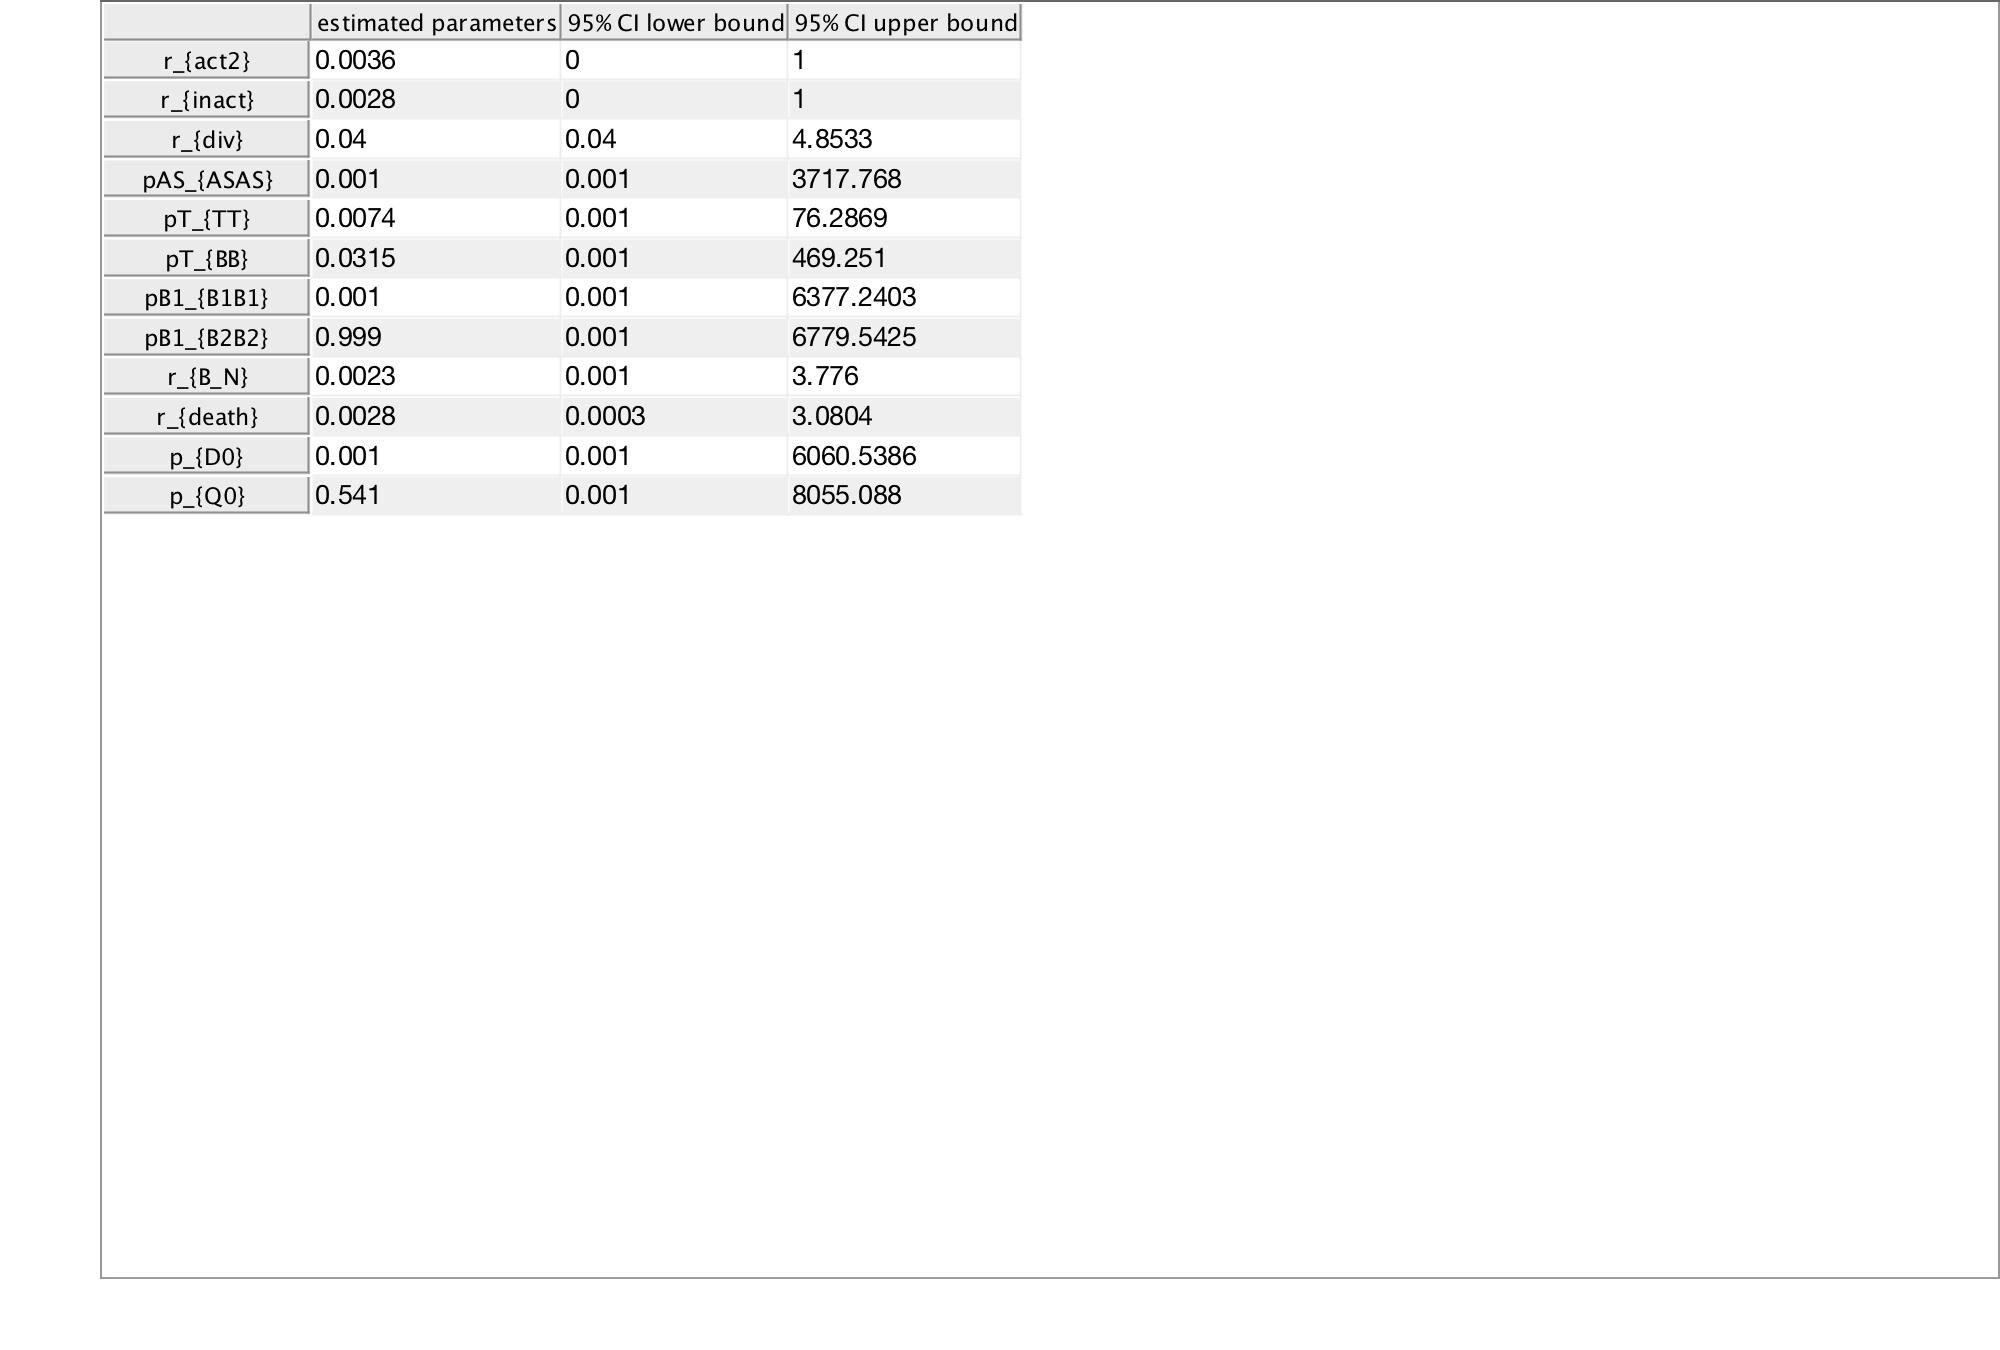 estimated parameters 95% CI lower bound 95% CI upper bound
r_{act2} 0.0036 0 1
r_{inact} 0.0028 0 1
r_{div} 0.04 0.04 4.8533
pAS_{ASAS} 0.001 0.001 3717.768
pT_{TT} 0.0074 0.001 76.2869
pT_{BB} 0.0315 0.001 469.251
pB1_{B1B1} 0.001 0.001 6377.2403
pB1_{B2B2} 0.999 0.001 6779.5425
r_{B_N} 0.0023 0.001 3.776
r_{death} 0.0028 0.0003 3.0804
p_{D0} 0.001 0.001 6060.5386
p_{Q0} 0.541 0.001 8055.088